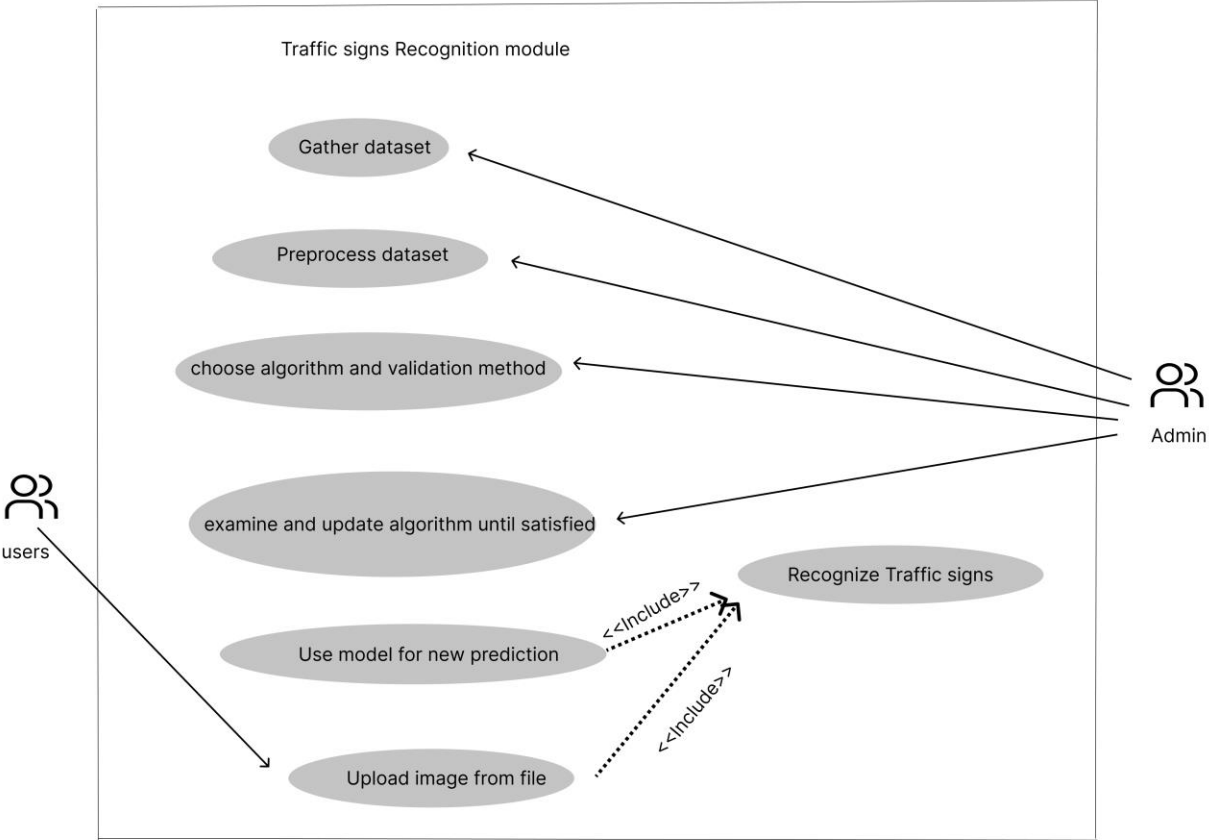 Traffic signs Recognition module
Gather dataset
Preprocess dataset
choose algorithm and validation method
Admin
examine and update algorithm until satisfied
users
Recognize Traffic signs
<<Include>>
Use model for new prediction
<<Include>>
Upload image from file